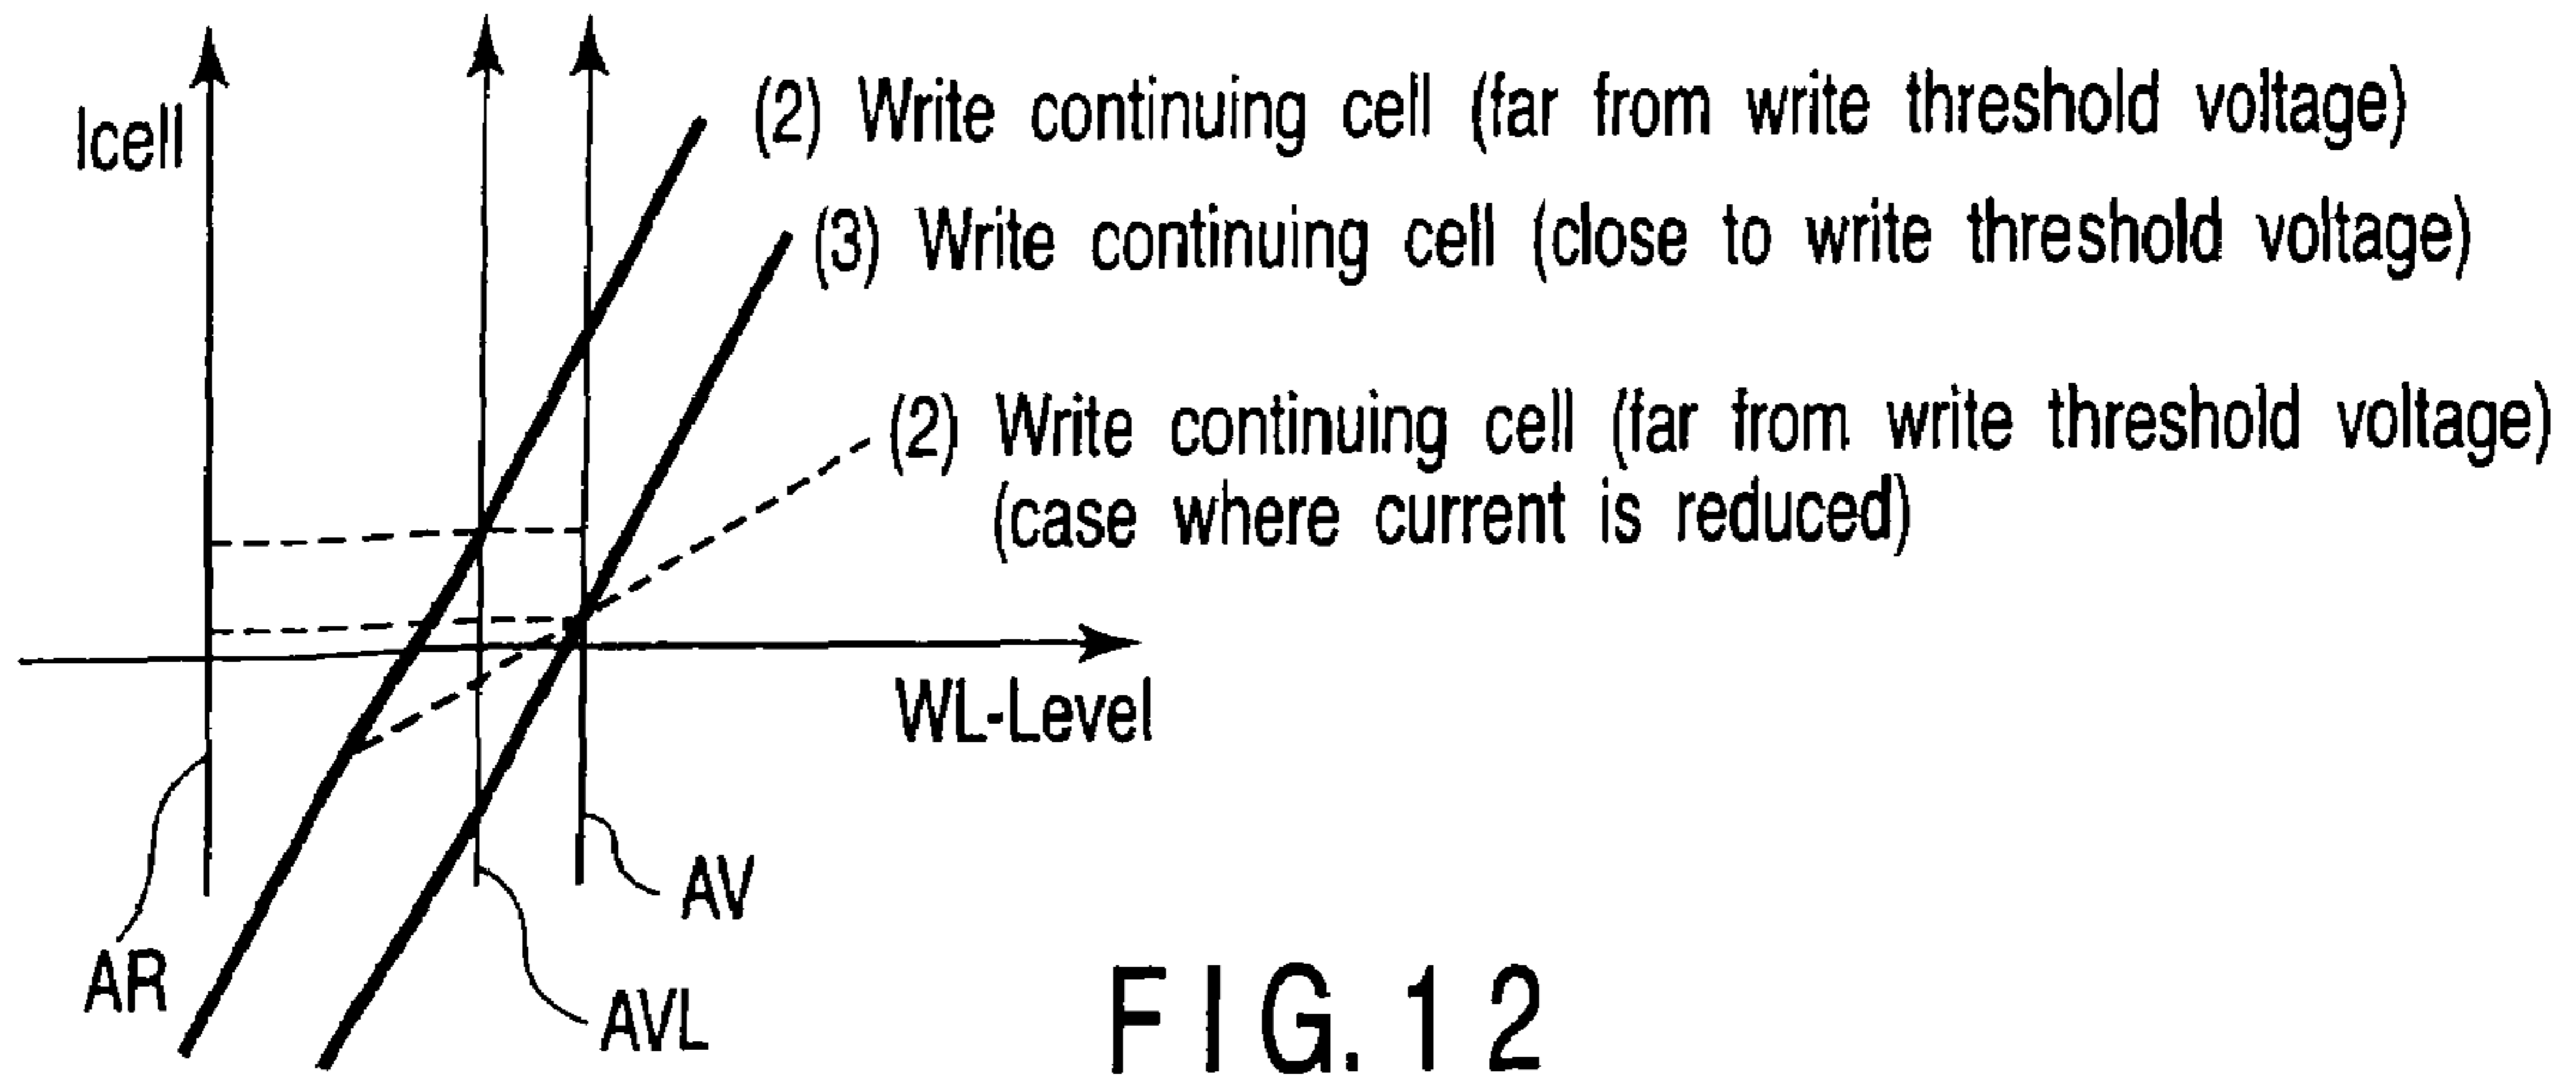 Icell
(2) Write continuing cell (far from write threshold voltage)
(3) Write continuing cell (close to write threshold voltage)
(2) Write continuing cell (far from write threshold voltage)
(case where current is reduced)
WL-Level
AV
AR
AVL
FIG.12